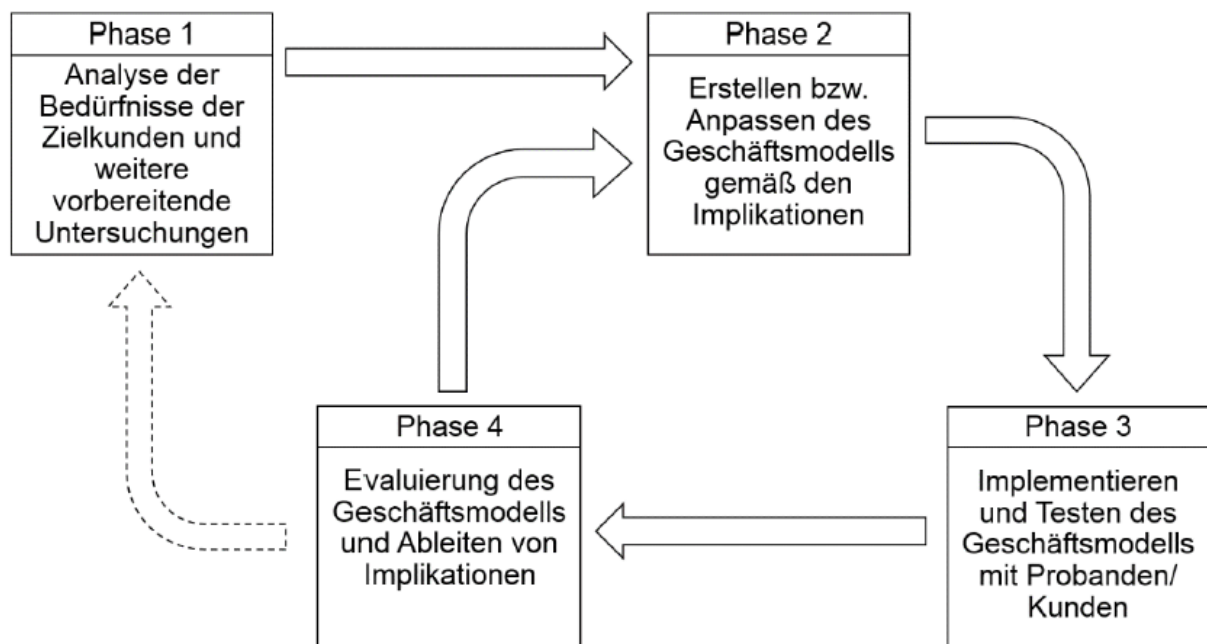 Phase 1
Analyse der
Bedürfnisse der
Zielkunden und
weitere
vorbereitende
Untersuchungen
Phase 2
Erstellen bzw.
Anpassen des
Geschäftsmodells
gemäß den
Implikationen
Phase 3
Implementieren
und Testen des
Geschäftsmodells
mit Probanden/
Kunden
Phase 4
Evaluierung des
Geschäftsmodells
und Ableiten von
Implikationen